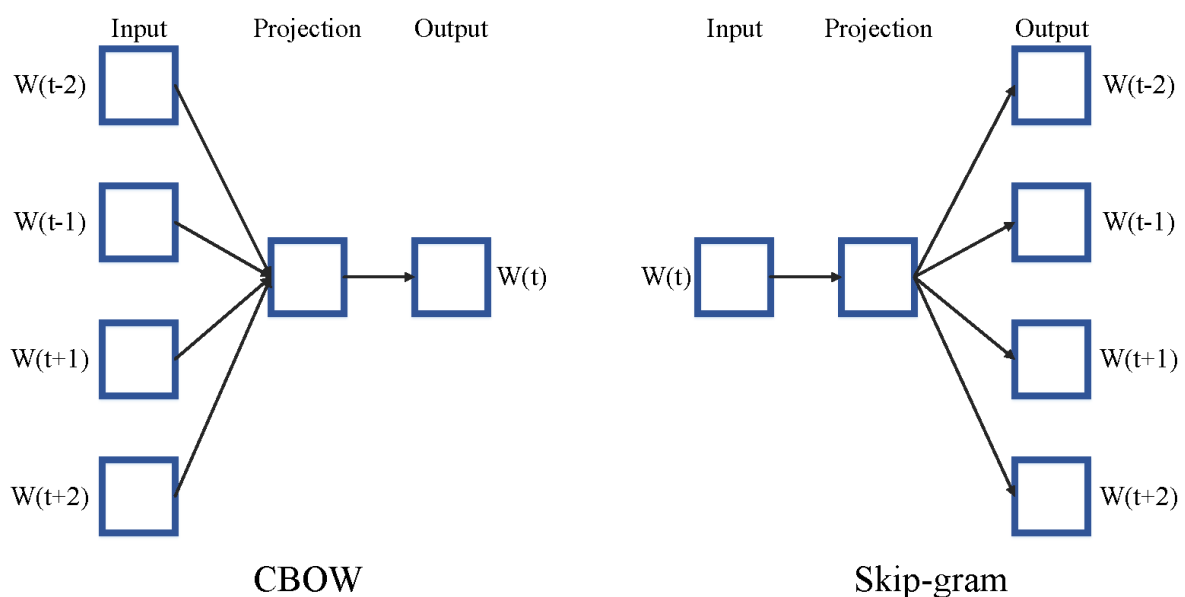 Input Projection Output
W(t-2)
W(t-1)
W(t)
W(t+1)
W(t+2)
CBOW
Input Projection Output
W(t-2)
W(t-1)
W(t)
W(t+1)
W(t+2)
Skip-gram